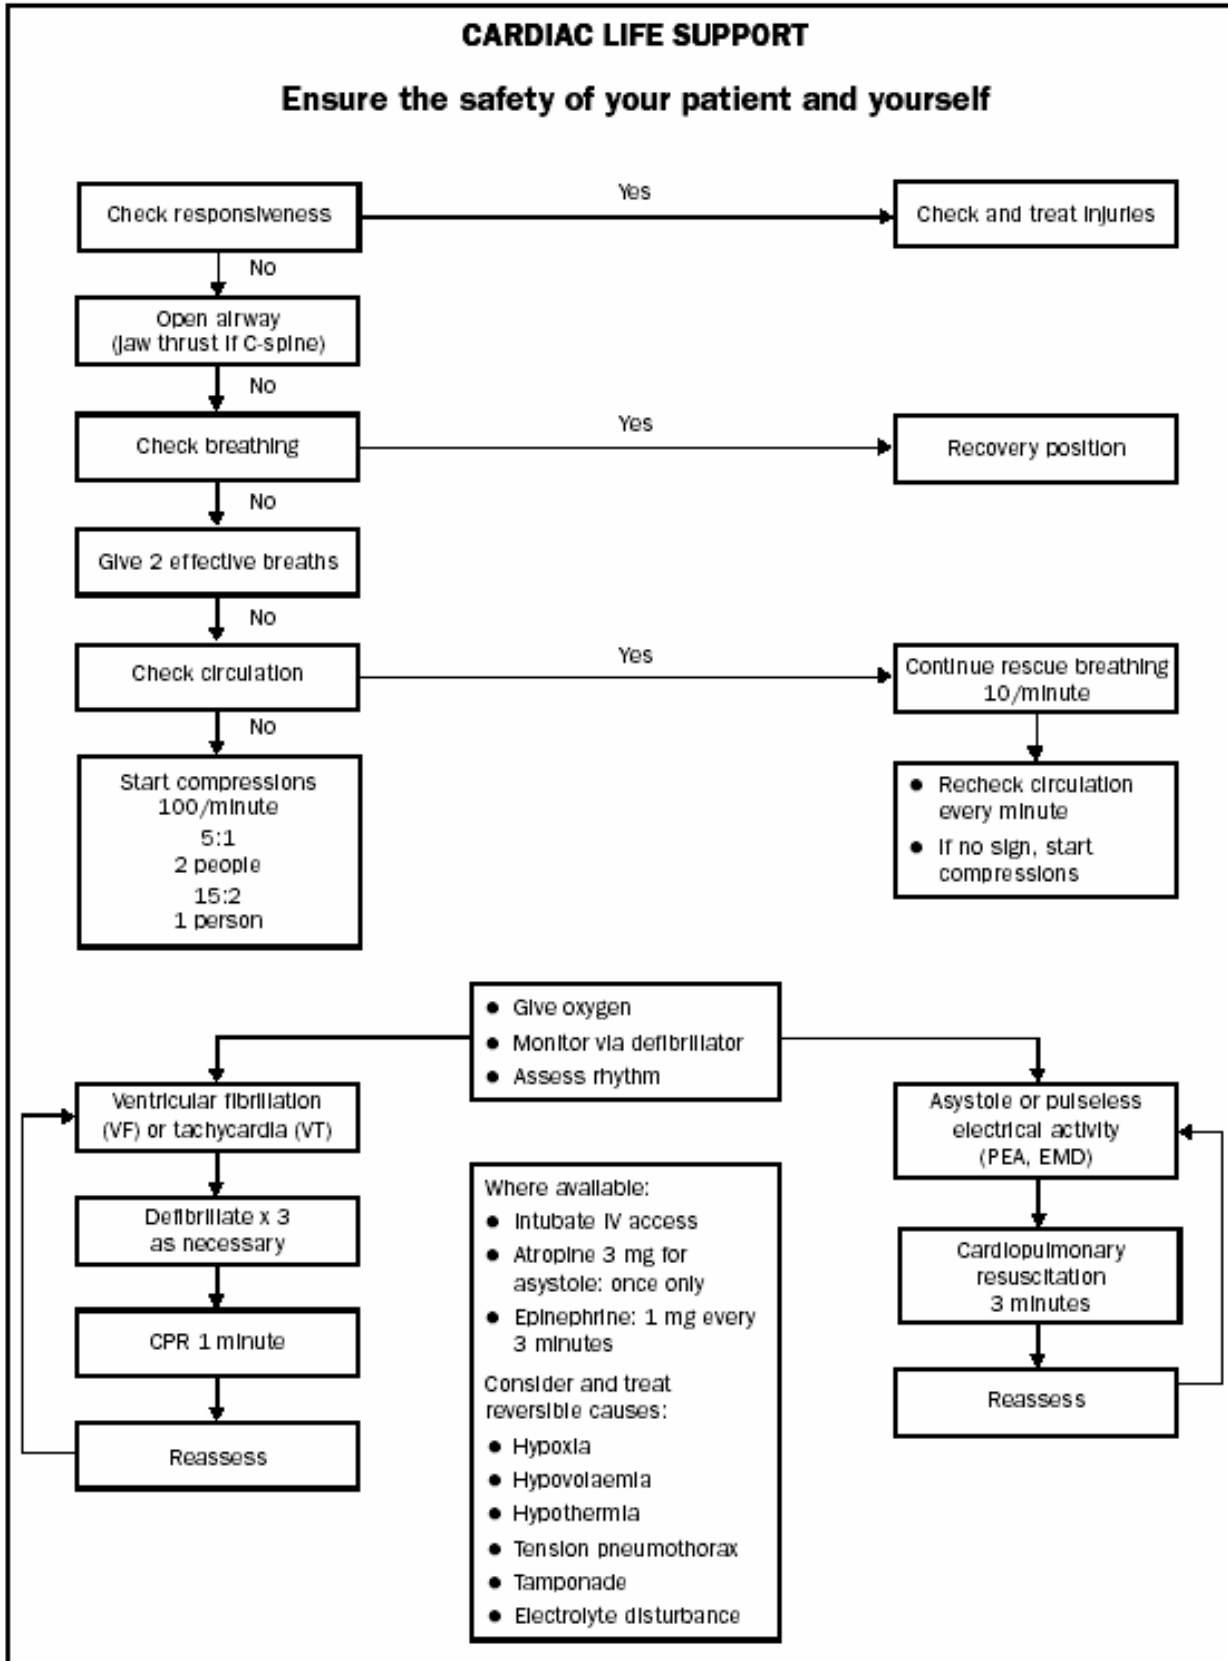 CARDIAC LIFE SUPPORT
Ensure the safety of your patient and yourself
Check responsiveness
Yes
Check and treat injuries
No
Open airway
(jaw thrust if C-spine)
No
Check breathing
Yes
Recovery position
No
Give 2 effective breaths
No
Check circulation
Yes
Continue rescue breathing
10/minute
No
Start compressions
100/minute
5:1
2 people
15:2
1 person
● Recheck circulation
every minute
● If no sign, start
compressions
● Give oxygen
● Monitor via defibrillator
● Assess rhythm
Ventricular fibrillation
(VF) or tachycardia (VT)
Defibrillate x 3
as necessary
CPR 1 minute
Reassess
Where available:
● Intubate IV access
● Atropine 3 mg for
asystole: once only
● Epinephrine: 1 mg every
3 minutes
Consider and treat
reversible causes:
● Hypoxia
● Hypovolaemia
● Hypothermia
● Tension pneumothorax
● Tamponade
● Electrolyte disturbance
Asystole or pulseless
electrical activity
(PEA, EMD)
Cardiopulmonary
resuscitation
3 minutes
Reassess